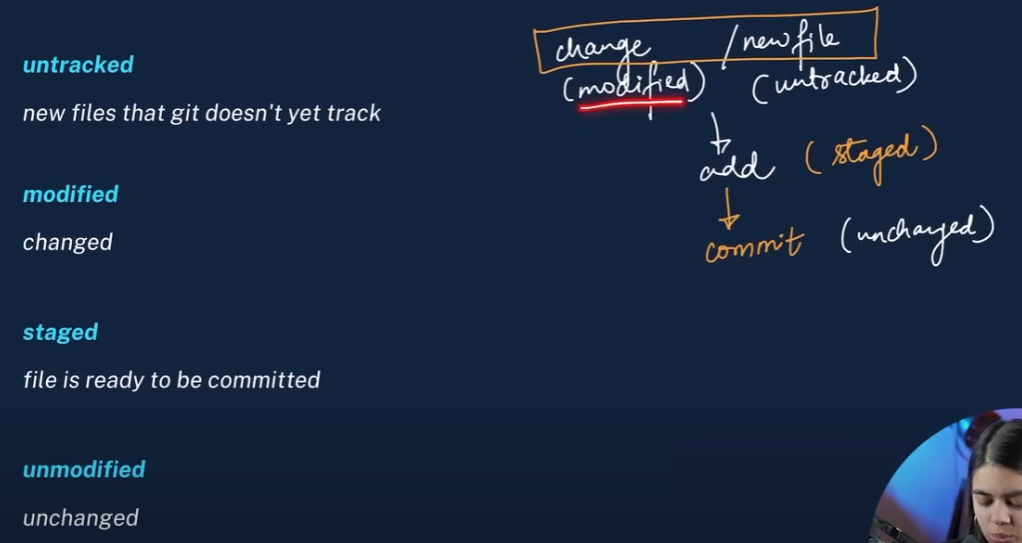 untracked
new files that git doesn't yet track
modified
changed
staged
file is ready to be committed
unmodified
unchanged
change / new file
(modified) (untracked)
add (staged)
commit (unchanged)